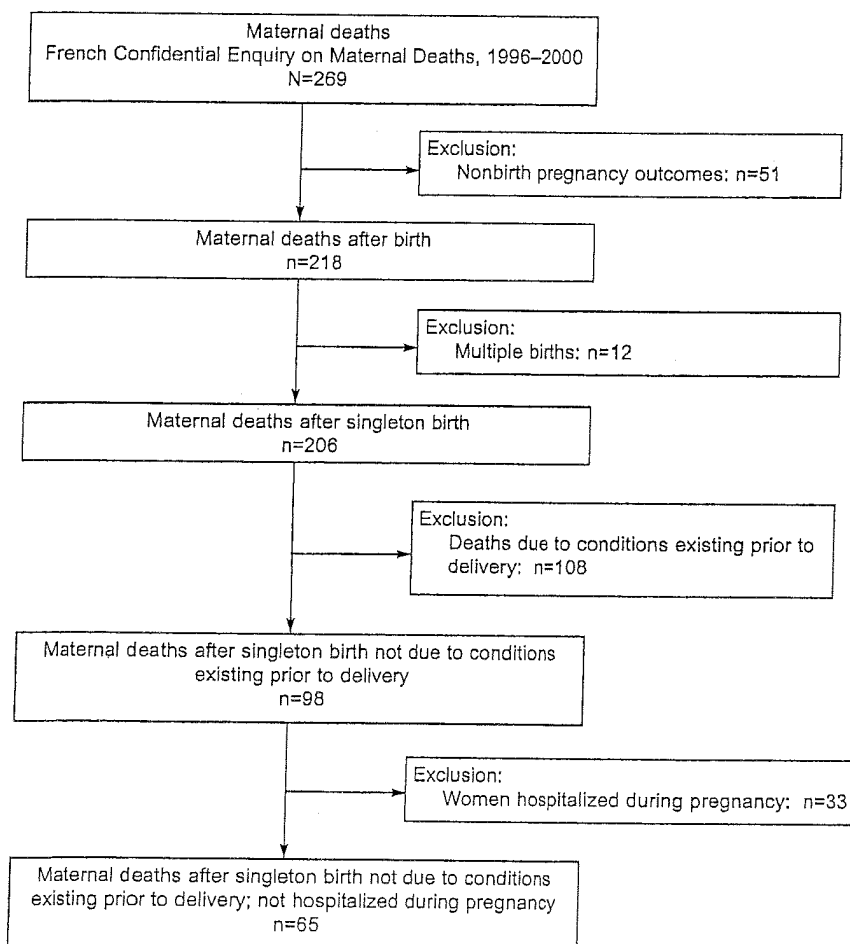 Maternal deaths
French Confidential Enquiry on Maternal Deaths, 1996–2000
N=269
Exclusion:
Nonbirth pregnancy outcomes: n=51
Maternal deaths after birth
n=218
Exclusion:
Multiple births: n=12
Maternal deaths after singleton birth
n=206
Exclusion:
Deaths due to conditions existing prior to
delivery: n=108
Maternal deaths after singleton birth not due to conditions
existing prior to delivery
n=98
Exclusion:
Women hospitalized during pregnancy: n=33
Maternal deaths after singleton birth not due to conditions
existing prior to delivery; not hospitalized during pregnancy
n=65